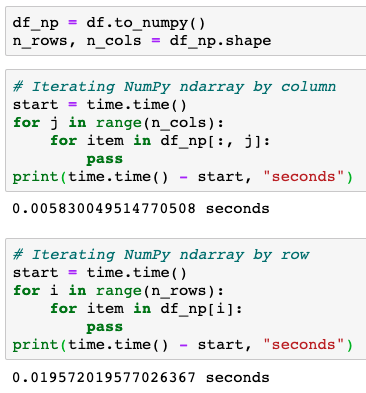 df_np = df.to_numpy()
n_rows, n_cols = df_np.shape
# Iterating NumPy ndarray by column
start = time.time()
for j in range(n_cols):
    for item in df_np[:, j]:
        pass
print(time.time() - start, "seconds")
0.005830049514770508 seconds
# Iterating NumPy ndarray by row
start = time.time()
for i in range(n_rows):
    for item in df_np[i]:
        pass
print(time.time() - start, "seconds")
0.019572019577026367 seconds